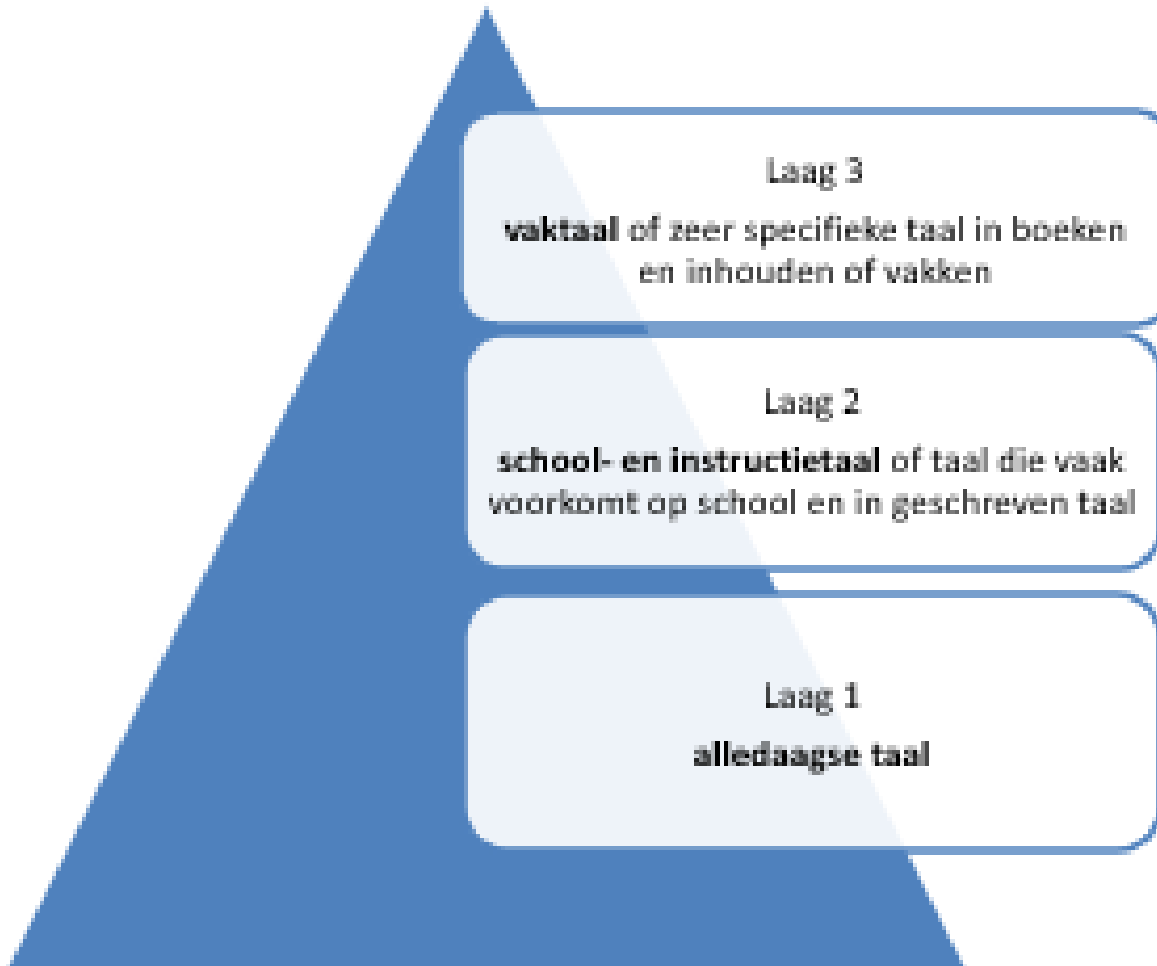 Laag 3
vaktaal of zeer specifieke taal in boeken
en inhouden of vakken
Laag 2
school- en instructietaal of taal die vaak
voorkomt op school en in geschreven taal
Laag 1
alledaagse taal